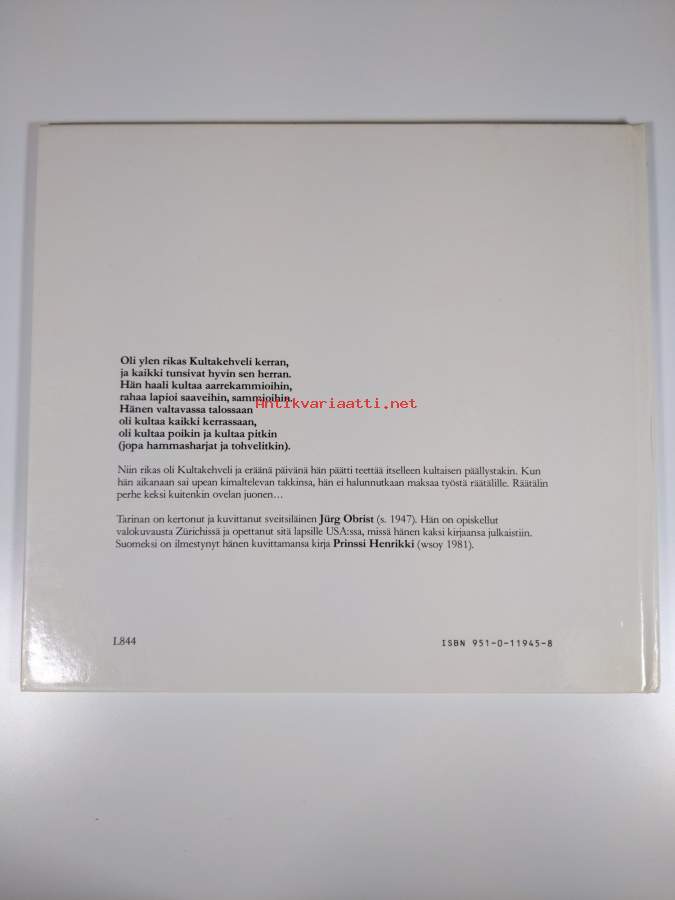 Oli ylen rikas Kultakehveli kerran,
ja kaikki tunsivat hyvin sen herran.
Hän haali kultaa aarrekammioihin,
rahaa lapioi saaveihin, sammioihin.
Antikvariaatti.net
Hänen valtavassa talossaan
oli kultaa kaikki kerrassaan,
oli kultaa poikin ja kultaa pitkin
(jopa hammasharjat ja tohvelitkin).
Niin rikas oli Kultakehveli ja eräänä päivänä hän päätti teettää itselleen kultaisen päällystakin. Kun
hän aikanaan sai upean kimaltelevan takkinsa, hän ei halunnutkaan maksaa työstä räätälille. Räätälin
perhe keksi kuitenkin ovelan juonen…
Tarinan on kertonut ja kuvittanut sveitsiläinen Jürg Obrist (s. 1947). Hän on opiskellut
valokuvausta Zürichissä ja opettanut sitä lapsille USA:ssa, missä hänen kaksi kirjaansa julkaistiin.
Suomeksi on ilmestynyt hänen kuvittamansa kirja Prinssi Henrikki (wsoy 1981).
L844
ISBN 951-0-11945-8